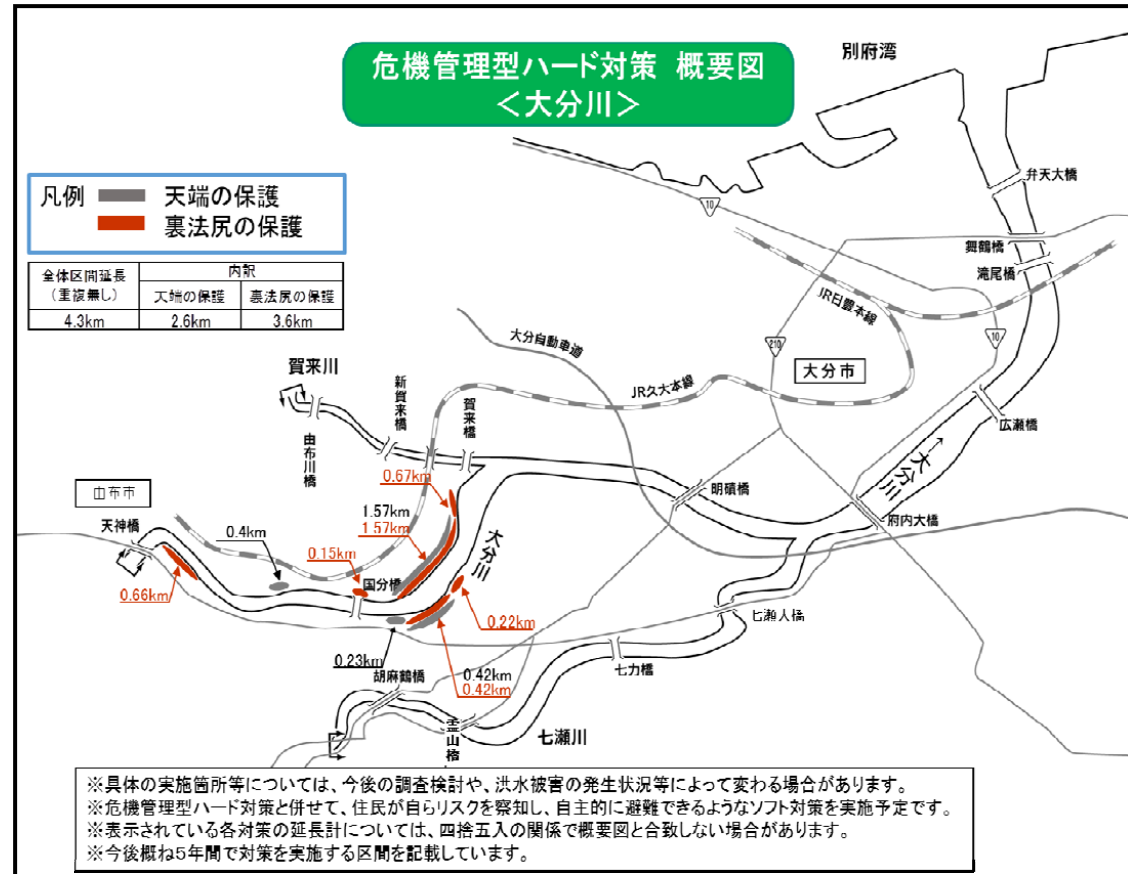 危機管理型ハード対策 概要図
＜大分川＞
別府湾
凡例
天端の保護
裏法尻の保護
全体区間延長
（重複無し）
内訳
天端の保護
裏法尻の保護
4.3km
2.6km
3.6km
弁天大橋
10
舞鶴橋
滝尾橋
JR日豊本線
大分自動車道
210
10
大分市
賀来川
新賀来橋
賀来橋
JR久大本線
広瀬橋
由布川橋
←大分川
0.67km
明磧橋
由布市
1.57km
1.57km
府内大橋
天神橋
0.4km
大分川
0.15km
国分橋
0.66km
0.22km
七瀬大橋
0.23km
0.42km
0.42km
七力橋
胡麻鶴橋
霊山橋
七瀬川
※具体の実施箇所等については、今後の調査検討や、洪水被害の発生状況等によって変わる場合があります。
※危機管理型ハード対策と併せて、住民が自らリスクを察知し、自主的に避難できるようなソフト対策を実施予定です。
※表示されている各対策の延長計については、四捨五入の関係で概要図と合致しない場合があります。
※今後概ね５年間で対策を実施する区間を記載しています。